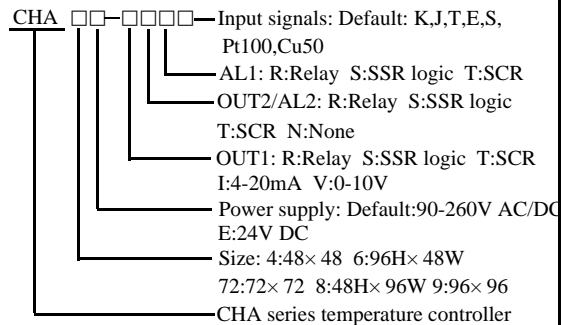 CHA □□-□□□□ Input signals: Default: K,J,T,E,S,
Pt100,Cu50
AL1: R:Relay S:SSR logic T:SCR
OUT2/AL2: R:Relay S:SSR logic
T:SCR N:None
OUT1: R:Relay S:SSR logic T:SCR
I:4-20mA V:0-10V
Power supply: Default:90-260V AC/DC
E:24V DC
Size: 4:48× 48 6:96H× 48W
72:72× 72 8:48H× 96W 9:96× 96
CHA series temperature controller